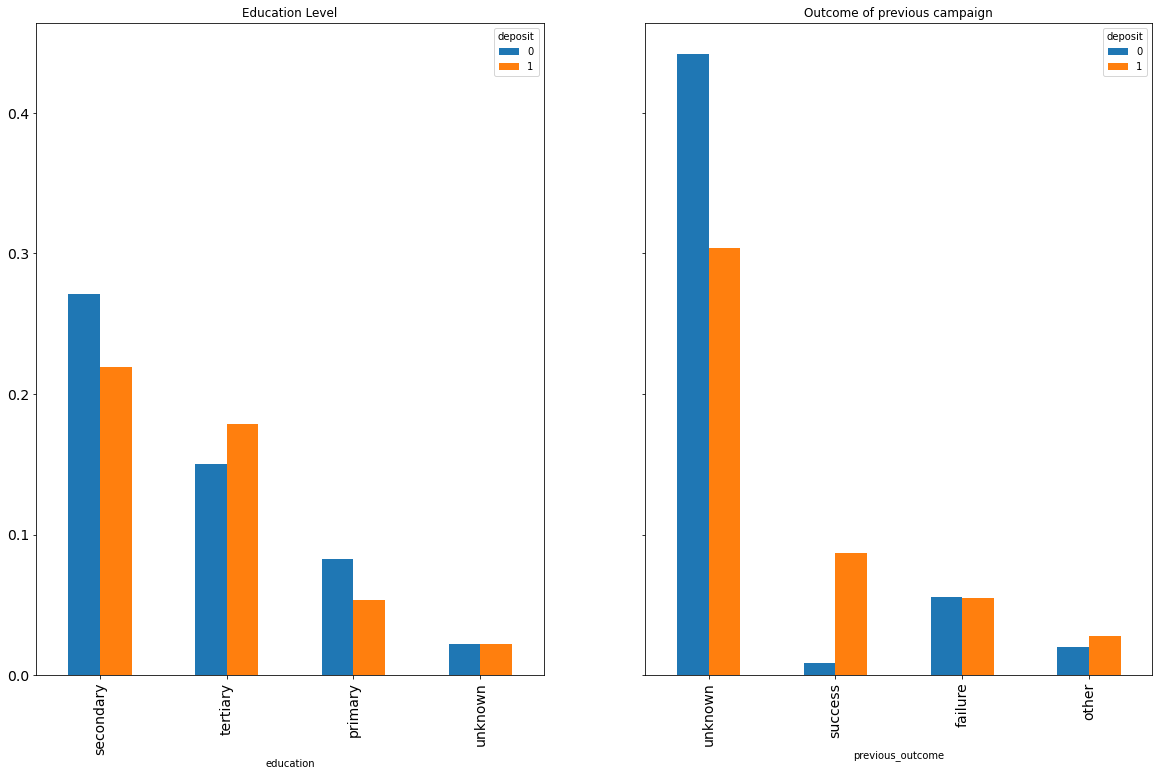 Education Level
deposit
0
1
0.4
0.3
0.2
0.1
0.0
secondary
tertiary
primary
unknown
education
Outcome of previous campaign
deposit
0
1
unknown
success
failure
other
previous_outcome